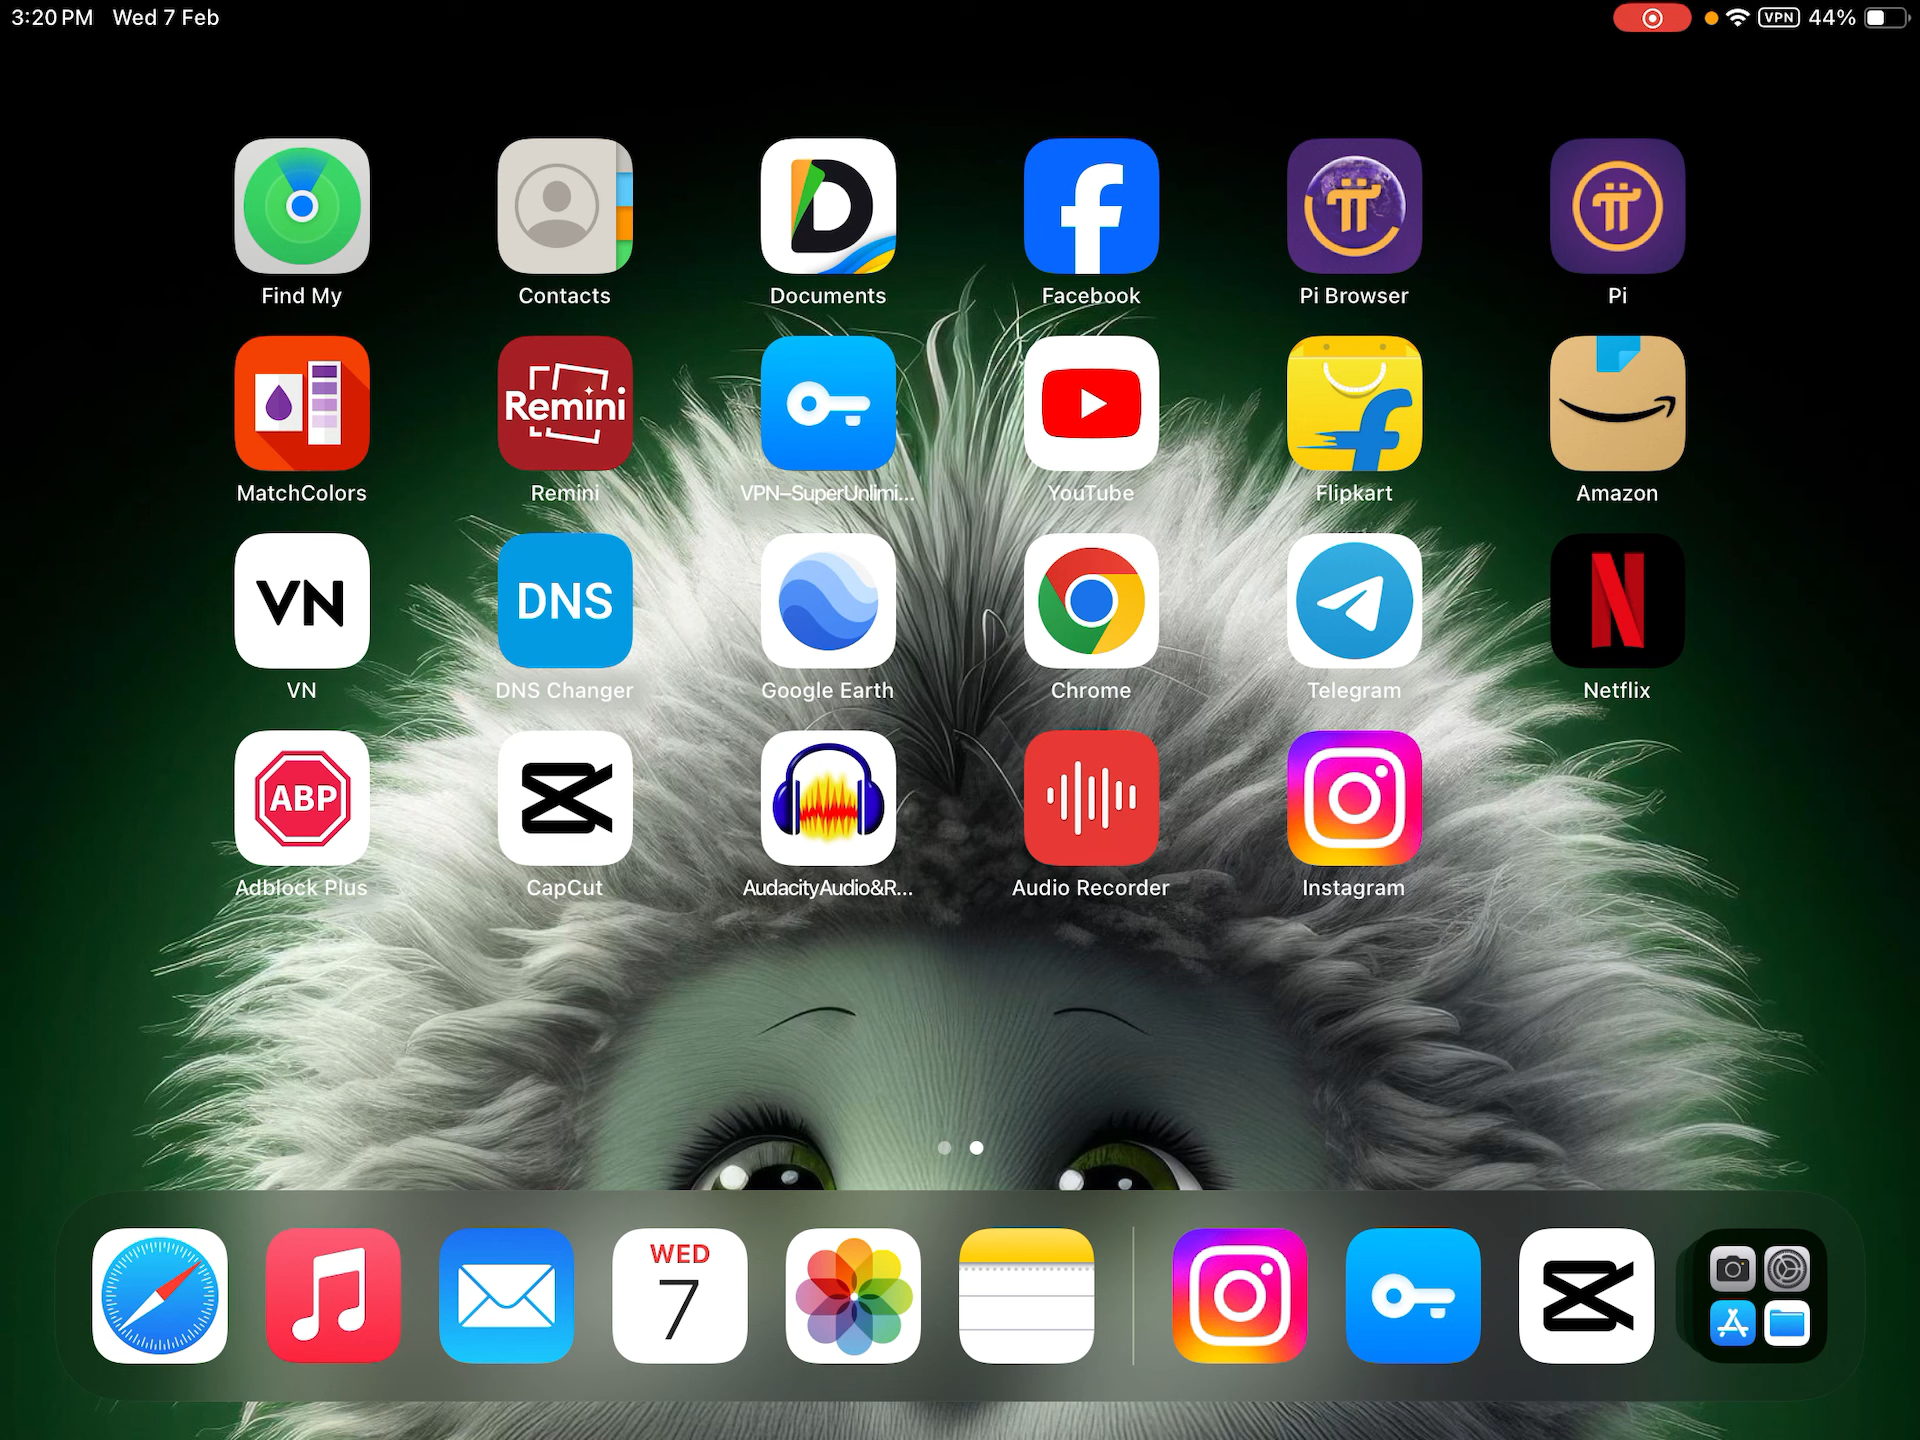 3:20 PM Wed 7 Feb
VPN 44%
Find My
Contacts
Documents
Facebook
Pi Browser
Pi
Remini
MatchColors
Remini
VPN–SuperUnlimi...
YouTube
Flipkart
Amazon
VN
DNS
VN
DNS Changer
Google Earth
Chrome
Telegram
Netflix
ABP
Adblock Plus
CapCut
AudacityAudio&R...
Audio Recorder
Instagram
WED
7